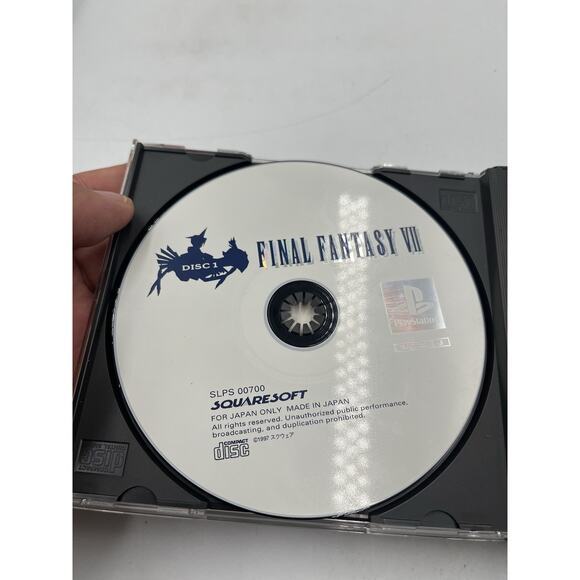 DISC 1
FINAL FANTASY VII
PlayStation
SLPS 00700
SQUARESOFT
FOR JAPAN ONLY MADE IN JAPAN
All rights reserved. Unauthorized public performance,
broadcasting, and duplication prohibited.
COMPACT
disc
©1997 スクウェア